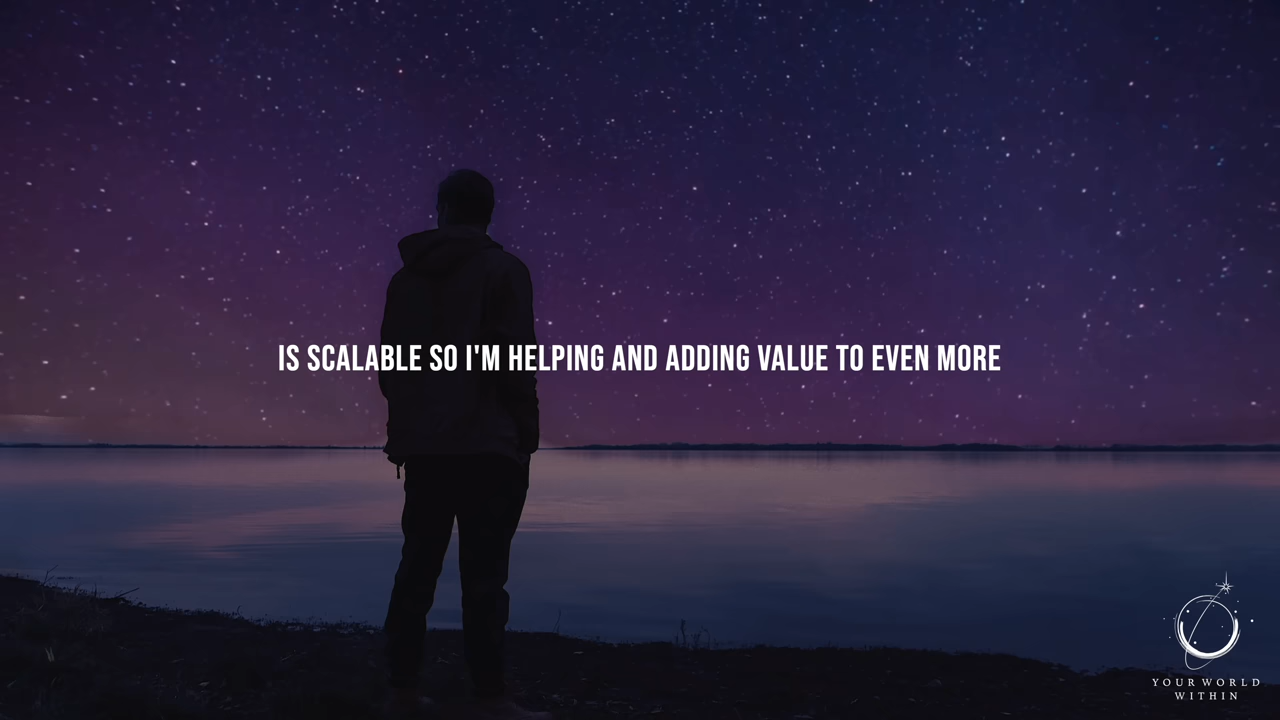 IS SCALABLE SO I'M HELPING AND ADDING VALUE TO EVEN MORE
YOUR WORLD
WITHIN